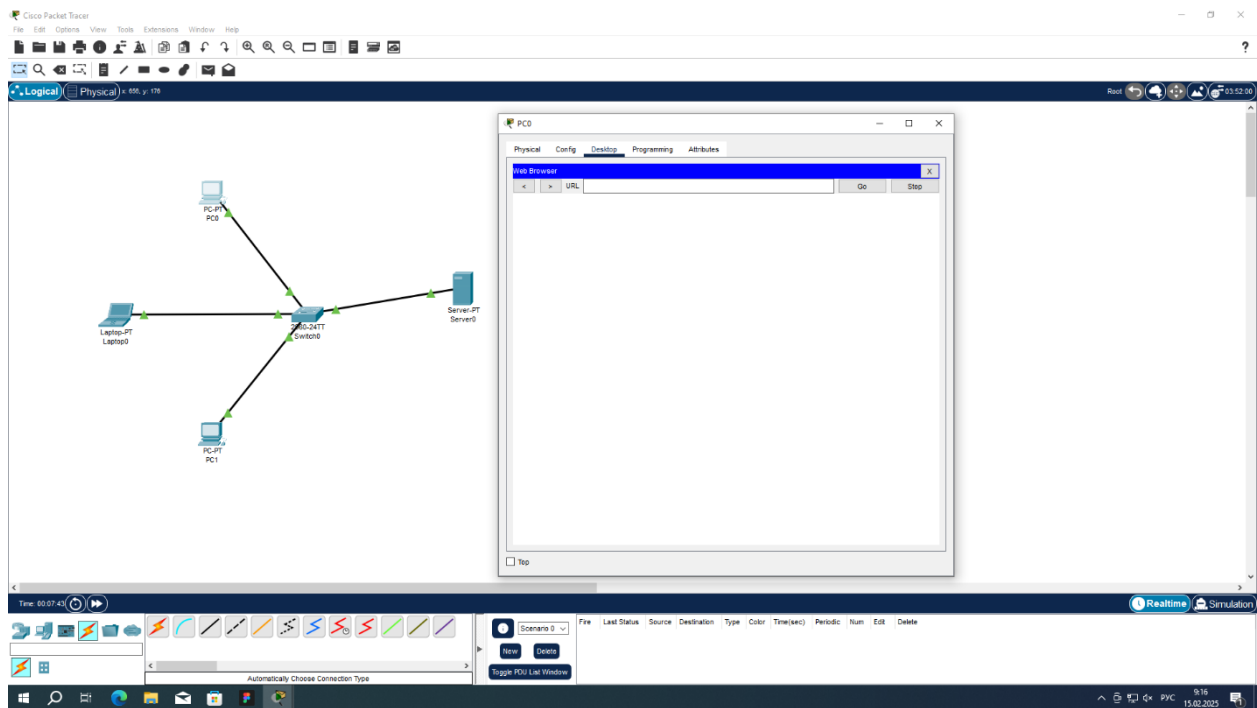 Cisco Packet Tracer
File Edit Options View Tools Extensions Window Help
?
Logical Physical x: 656, y: 176
Root 03:52:00
PC0
Physical Config Desktop Programming Attributes
Web Browser X
< > URL Go Stop
PC-PT
PC0
Server-PT
Server0
2960-24TT
Switch0
Laptop-PT
Laptop0
PC-PT
PC1
Top
Time: 00:07:43
Realtime Simulation
Scenario 0
Fire Last Status Source Destination Type Color Time(sec) Periodic Num Edit Delete
New Delete
Toggle PDU List Window
Automatically Choose Connection Type
РУС
9:16
15.02.2025